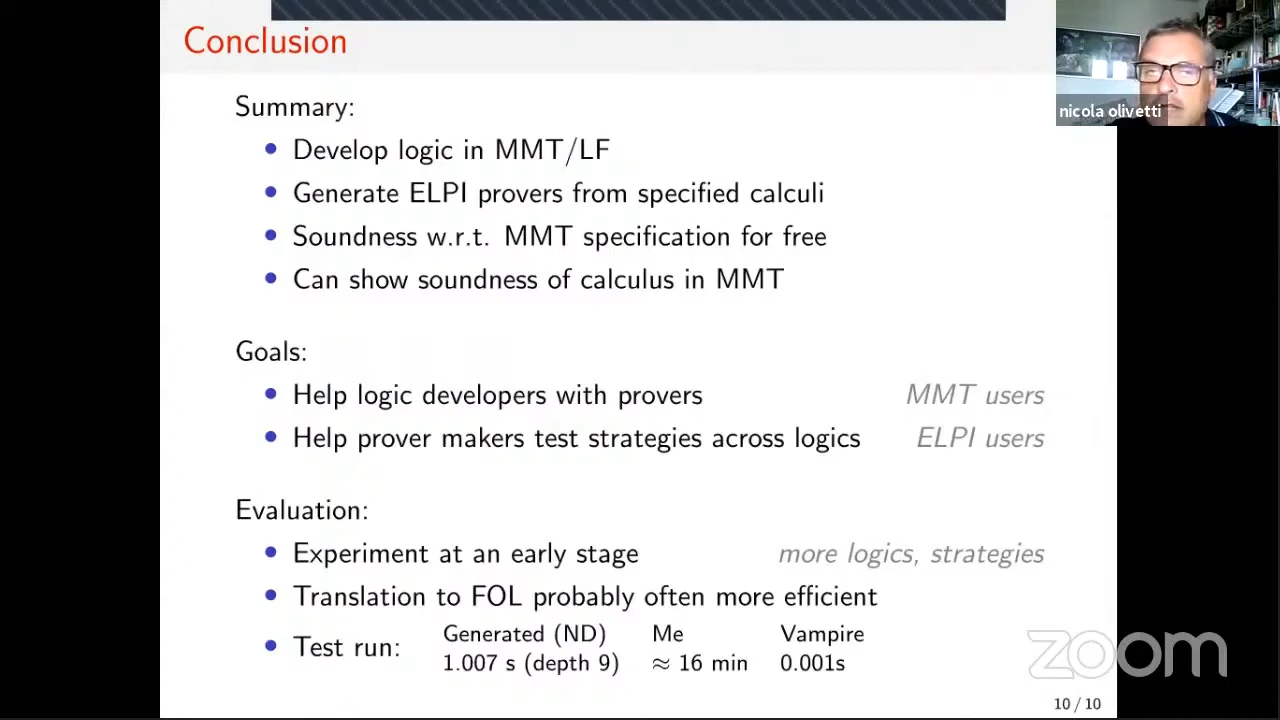 Conclusion
nicola olivetti
Summary:
• Develop logic in MMT/LF
• Generate ELPI provers from specified calculi
• Soundness w.r.t. MMT specification for free
• Can show soundness of calculus in MMT
Goals:
• Help logic developers with provers MMT users
• Help prover makers test strategies across logics ELPI users
Evaluation:
• Experiment at an early stage more logics, strategies
• Translation to FOL probably often more efficient
• Test run:
Generated (ND) Me Vampire
1.007 s (depth 9) ≈ 16 min 0.001s
zoom
10 / 10